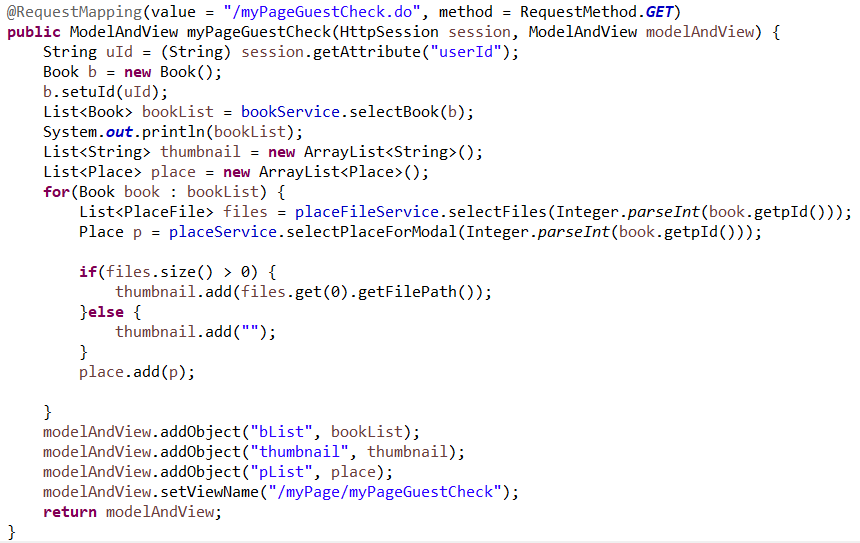 @RequestMapping(value = "/myPageGuestCheck.do", method = RequestMethod.GET)
public ModelAndView myPageGuestCheck(HttpSession session, ModelAndView modelAndView) {
    String uId = (String) session.getAttribute("userId");
    Book b = new Book();
    b.setuId(uId);
    List<Book> bookList = bookService.selectBook(b);
    System.out.println(bookList);
    List<String> thumbnail = new ArrayList<String>();
    List<Place> place = new ArrayList<Place>();
    for(Book book : bookList) {
        List<PlaceFile> files = placeFileService.selectFiles(Integer.parseInt(book.getpId()));
        Place p = placeService.selectPlaceForModal(Integer.parseInt(book.getpId()));

        if(files.size() > 0) {
            thumbnail.add(files.get(0).getFilePath());
        }else {
            thumbnail.add("");
        }
        place.add(p);

    }
    modelAndView.addObject("bList", bookList);
    modelAndView.addObject("thumbnail", thumbnail);
    modelAndView.addObject("pList", place);
    modelAndView.setViewName("/myPage/myPageGuestCheck");
    return modelAndView;
}